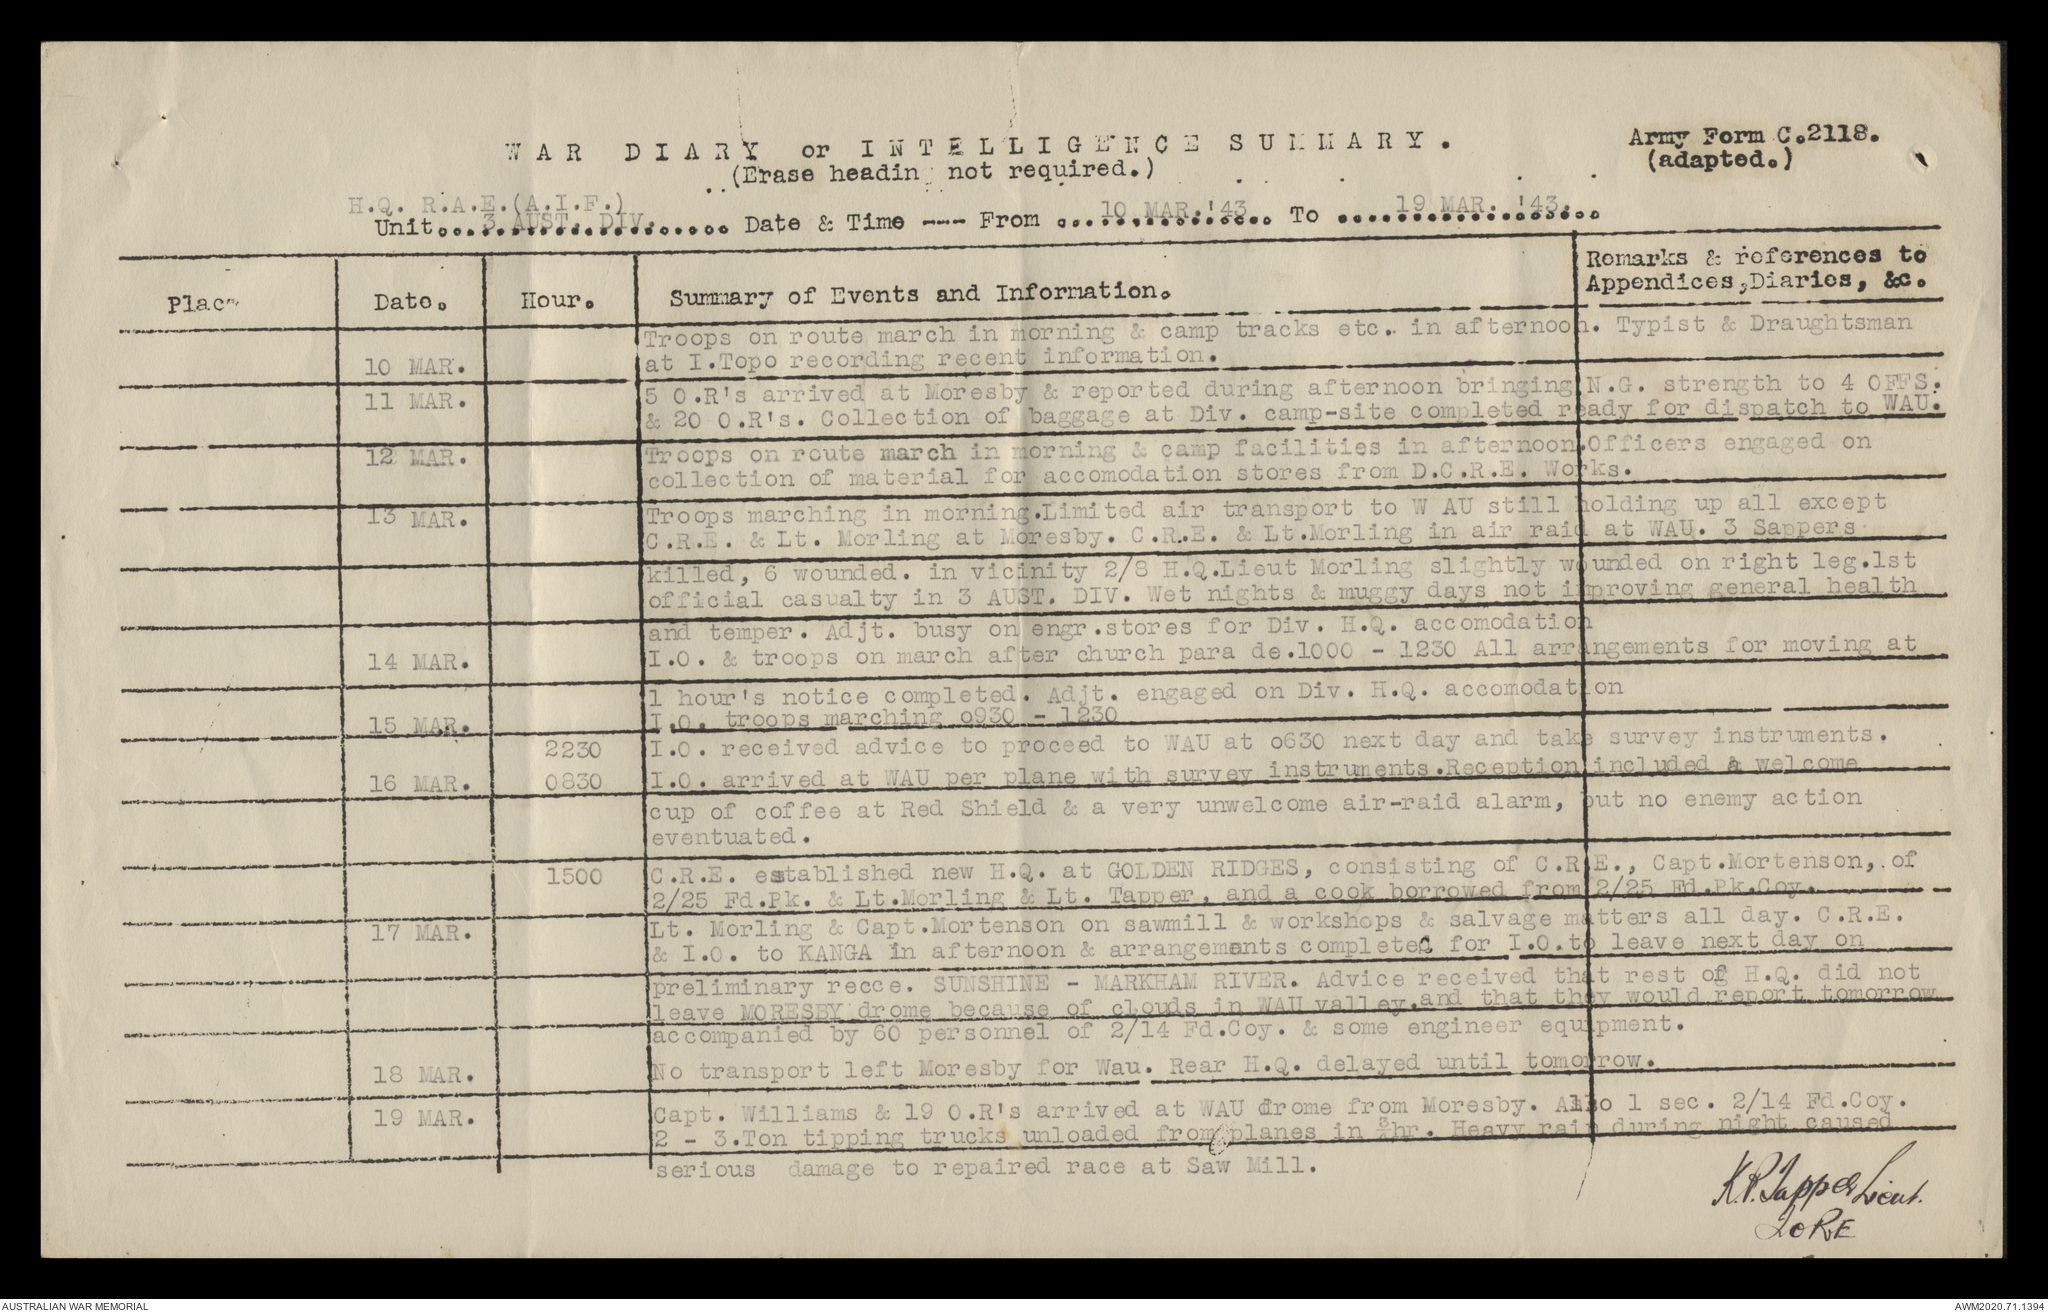 WAR DIARY or INTELLIGENCE SUMMARY.
Army Form C.2118.
(adapted.)
(Erase headin not required.)
H.Q. R.A.E.(A.I.F.)
Unit 3 AUST. DIV. Date & Time --- From 10 MAR.'43 To 19 MAR. '43.
Place Date. Hour. Summary of Events and Information. Remarks & references to
Appendices,Diaries, &c.
Troops on route march in morning & camp tracks etc. in afternoon. Typist & Draughtsman
10 MAR. at I.Topo recording recent information.
11 MAR. 5 O.R's arrived at Moresby & reported during afternoon bringing N.G. strength to 4 OFFS.
& 20 O.R's. Collection of baggage at Div. camp-site completed ready for dispatch to WAU.
12 MAR. Troops on route march in morning & camp facilities in afternoon.Officers engaged on
collection of material for accomodation stores from D.C.R.E. Works.
13 MAR. Troops marching in morning.Limited air transport to W AU still holding up all except
C.R.E. & Lt. Morling at Moresby. C.R.E. & Lt.Morling in air raid at WAU. 3 Sappers
killed, 6 wounded. in vicinity 2/8 H.Q.Lieut Morling slightly wounded on right leg.1st
official casualty in 3 AUST. DIV. Wet nights & muggy days not improving general health
and temper. Adjt. busy on engr.stores for Div. H.Q. accomodation
14 MAR. I.O. & troops on march after church para de.1000 - 1230 All arrangements for moving at
1 hour's notice completed. Adjt. engaged on Div. H.Q. accomodation
15 MAR. I.O. troops marching o930 - 1230
2230 I.O. received advice to proceed to WAU at o630 next day and take survey instruments.
16 MAR. 0830 I.O. arrived at WAU per plane with survey instruments.Reception included a welcome
cup of coffee at Red Shield & a very unwelcome air-raid alarm, but no enemy action
eventuated.
1500 C.R.E. established new H.Q. at GOLDEN RIDGES, consisting of C.R.E., Capt.Mortenson, of
2/25 Fd.Pk. & Lt.Morling & Lt. Tapper, and a cook borrowed from 2/25 Fd.Pk.Coy.
17 MAR. Lt. Morling & Capt.Mortenson on sawmill & workshops & salvage matters all day. C.R.E.
& I.O. to KANGA in afternoon & arrangements completed for I.O.to leave next day on
preliminary recce. SUNSHINE - MARKHAM RIVER. Advice received that rest of H.Q. did not
leave MORESBY drome because of clouds in WAU valley.and that they would report tomorrow
accompanied by 60 personnel of 2/14 Fd.Coy. & some engineer equipment.
18 MAR. No transport left Moresby for Wau. Rear H.Q. delayed until tomorrow.
19 MAR. Capt. Williams & 19 O.R's arrived at WAU drome from Moresby. Also 1 sec. 2/14 Fd.Coy.
2 - 3.Ton tipping trucks unloaded from planes in ¾hr. Heavy rain during night caused
serious damage to repaired race at Saw Mill.
K.P.Tapper Lieut.
IORE
AUSTRALIAN WAR MEMORIAL
AWM2020.71.1394